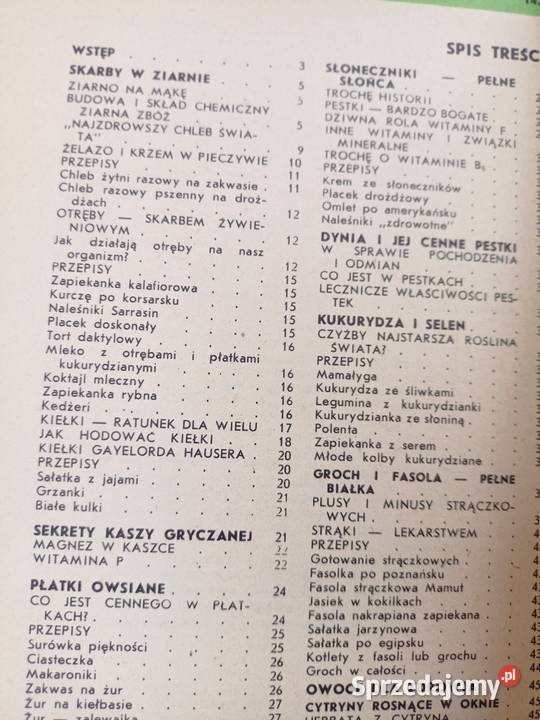 SPIS TREŚC
WSTĘP . . . . . . . 3
SKARBY W ZIARNIE . . . . 5
ZIARNO NA MĄKĘ . . . . 5
BUDOWA I SKŁAD CHEMICZNY
ZIARNA ZBÓŻ . . . . 5
„NAJZDROWSZY CHLEB ŚWIA-
TA" . . . . . . . 9
ŻELAZO I KRZEM W PIECZYWIE . 10
PRZEPISY . . . . . . 11
Chleb żytni razowy na zakwasie . 11
Chleb razowy pszenny na droż-
dżach . . . . . . 12
OTRĘBY — SKARBEM ŻYWIE-
NIOWYM . . . . . . 12
Jak działają otręby na nasz
organizm? . . . . . 12
PRZEPISY . . . . . . 15
Zapiekanka kalafiorowa . . . 15
Kurczę po korsarsku . . . . 15
Naleśniki Sarrasin . . . . 15
Placek doskonały . . . . 15
Tort daktylowy . . . . . 16
Mleko z otrębami i płatkami
kukurydzianymi . . . . 16
Koktajl mleczny . . . . . 16
Zapiekanka rybna . . . . 16
Kedżeri . . . . . . 16
KIEŁKI — RATUNEK DLA WIELU . 17
JAK HODOWAĆ KIEŁKI . . . 18
KIEŁKI GAYELORDA HAUSERA . 20
PRZEPISY . . . . . . 20
Sałatka z jajami . . . . 20
Grzanki . . . . . . 21
Białe kulki . . . . . . 21
SEKRETY KASZY GRYCZANEJ . 21
MAGNEZ W KASZCE . . . 22
WITAMINA P . . . . . 22
PŁATKI OWSIANE . . . . 24
CO JEST CENNEGO W PŁAT-
KACH? . . . . . . 24
PRZEPISY . . . . . . 25
Surówka piękności . . . . 25
Ciasteczka . . . . . . 26
Makaroniki . . . . . 26
Zakwas na żur . . . . . 26
Żur na kiełbasie . . . . 26
Żur — zalewajka
SŁONECZNIKI — PEŁNE
SŁOŃCA
TROCHĘ HISTORII
PESTKI — BARDZO BOGATE
DZIWNA ROLA WITAMINY F
INNE WITAMINY I ZWIĄZKI
MINERALNE
TROCHĘ O WITAMINIE B₆
PRZEPISY
Krem ze słoneczników
Placek drożdżowy
Omlet po amerykańsku
Naleśniki „zdrowotne"
DYNIA I JEJ CENNE PESTKI
W SPRAWIE POCHODZENIA
I ODMIAN
CO JEST W PESTKACH
LECZNICZE WŁAŚCIWOŚCI PES-
TEK
KUKURYDZA I SELEN
CZYŻBY NAJSTARSZA ROŚLINA
ŚWIATA?
PRZEPISY
Mamałyga
Kukurydza ze śliwkami
Legumina z kukurydzianki
Kukurydzianka ze słoniną
Polenta
Zapiekanka z serem
Młode kolby kukurydziane
GROCH I FASOLA — PEŁNE
BIAŁKA
PLUSY I MINUSY STRĄCZKO-
WYCH
STRĄKI — LEKARSTWEM
PRZEPISY
Gotowanie strączkowych
Fasolka po poznańsku
Fasola strączkowa Mamut
Jasiek w kokilkach
Fasola nakrapiana zapiekana
Sałatka jarzynowa
Sałatka po egipsku
Kotlety z fasoli lub grochu
Groch w całości
CYTRYNY ROSNĄCE W OKNIE
Sprzedajemy.pl